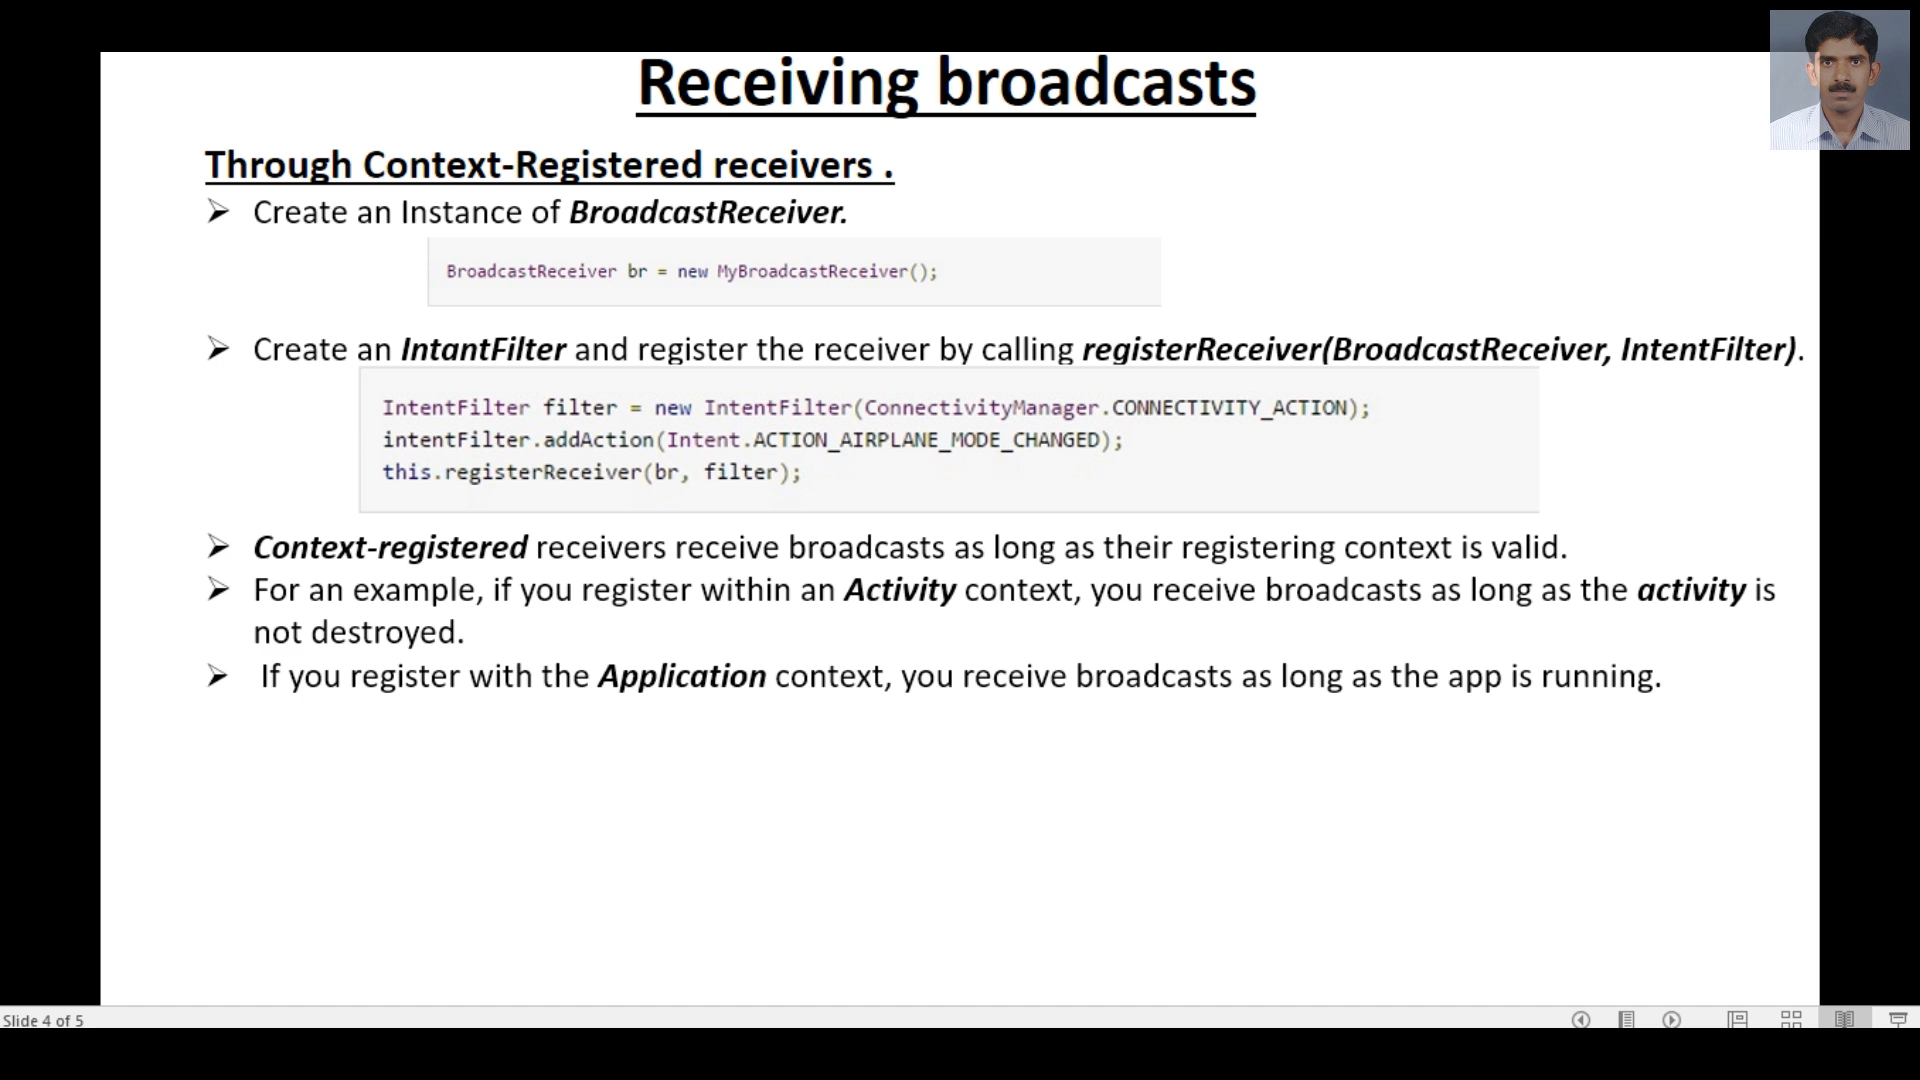 Receiving broadcasts
Through Context-Registered receivers .
➢ Create an Instance of BroadcastReceiver.
BroadcastReceiver br = new MyBroadcastReceiver();
➢ Create an IntantFilter and register the receiver by calling registerReceiver(BroadcastReceiver, IntentFilter).
IntentFilter filter = new IntentFilter(ConnectivityManager.CONNECTIVITY_ACTION);
intentFilter.addAction(Intent.ACTION_AIRPLANE_MODE_CHANGED);
this.registerReceiver(br, filter);
➢ Context-registered receivers receive broadcasts as long as their registering context is valid.
➢ For an example, if you register within an Activity context, you receive broadcasts as long as the activity is
not destroyed.
➢ If you register with the Application context, you receive broadcasts as long as the app is running.
Slide 4 of 5